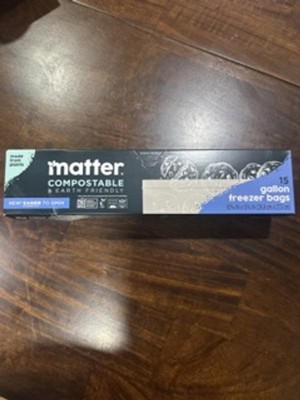 made
from
plants
matter
COMPOSTABLE
& EARTH FRIENDLY
NEW! EASIER TO OPEN
15
gallon
freezer bags